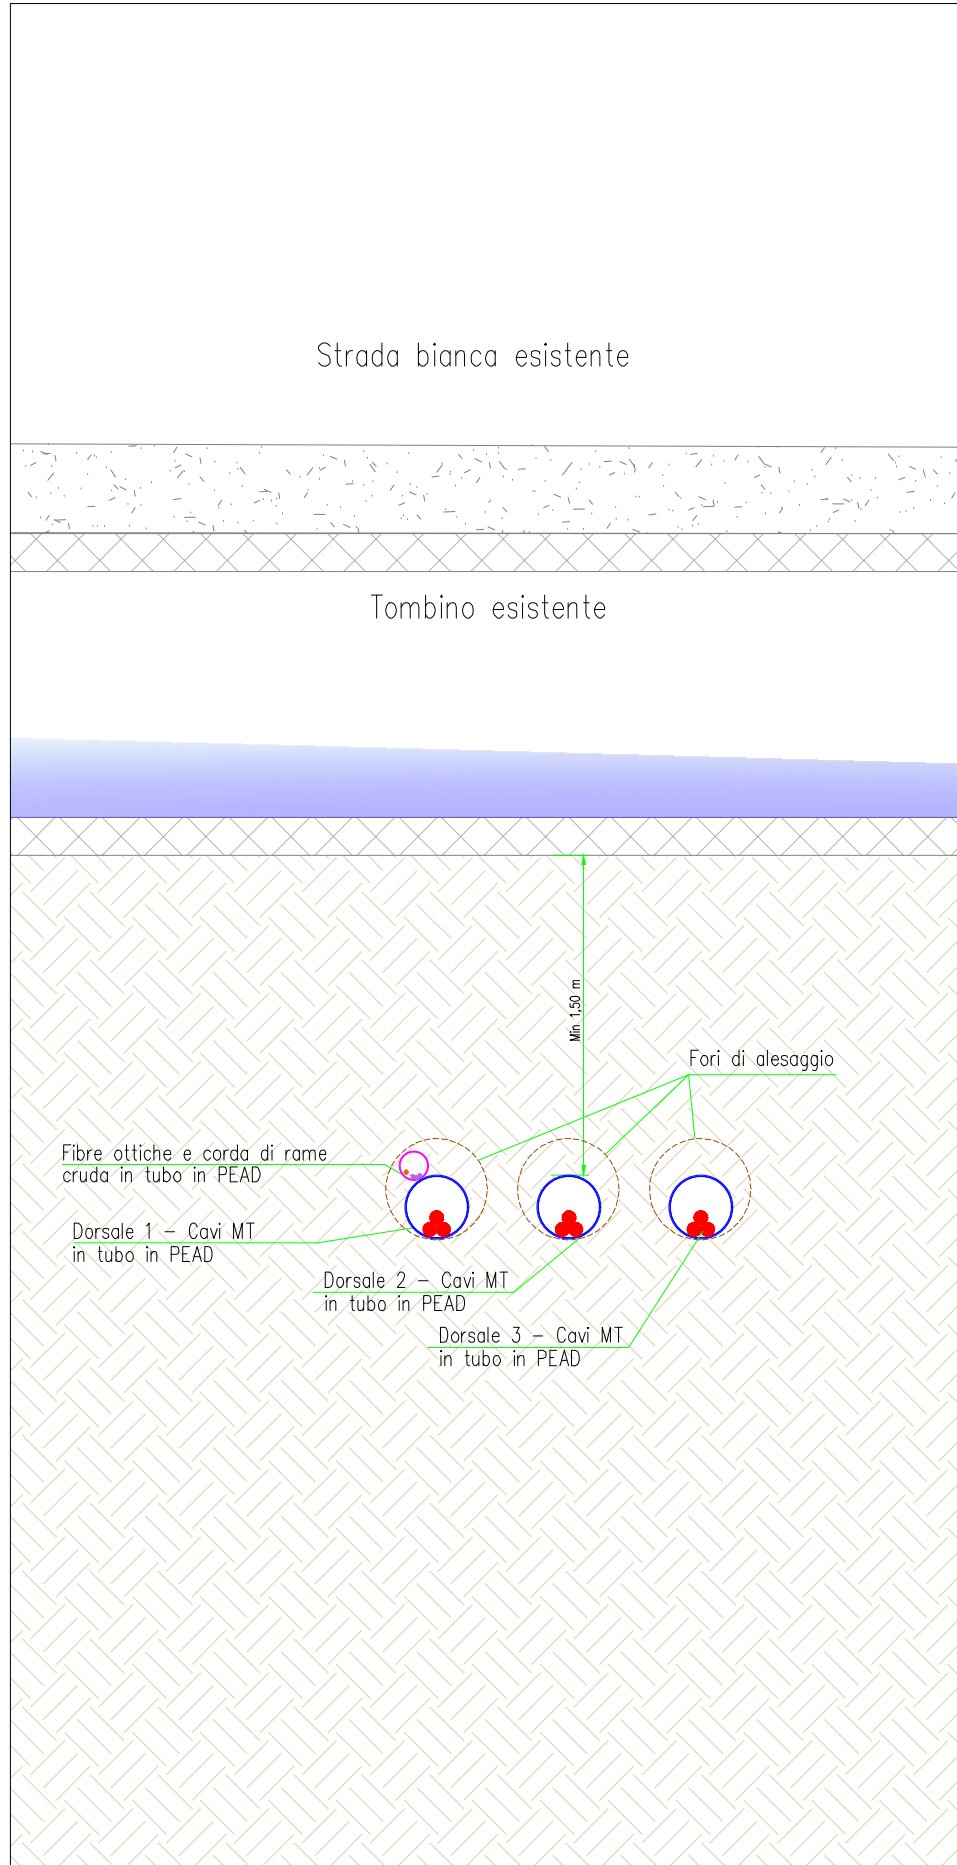 Strada bianca esistente
Tombino esistente
Min 1,50 m
Fori di alesaggio
Fibre ottiche e corda di rame
cruda in tubo in PEAD
Dorsale 1 - Cavi MT
in tubo in PEAD
Dorsale 2 - Cavi MT
in tubo in PEAD
Dorsale 3 - Cavi MT
in tubo in PEAD